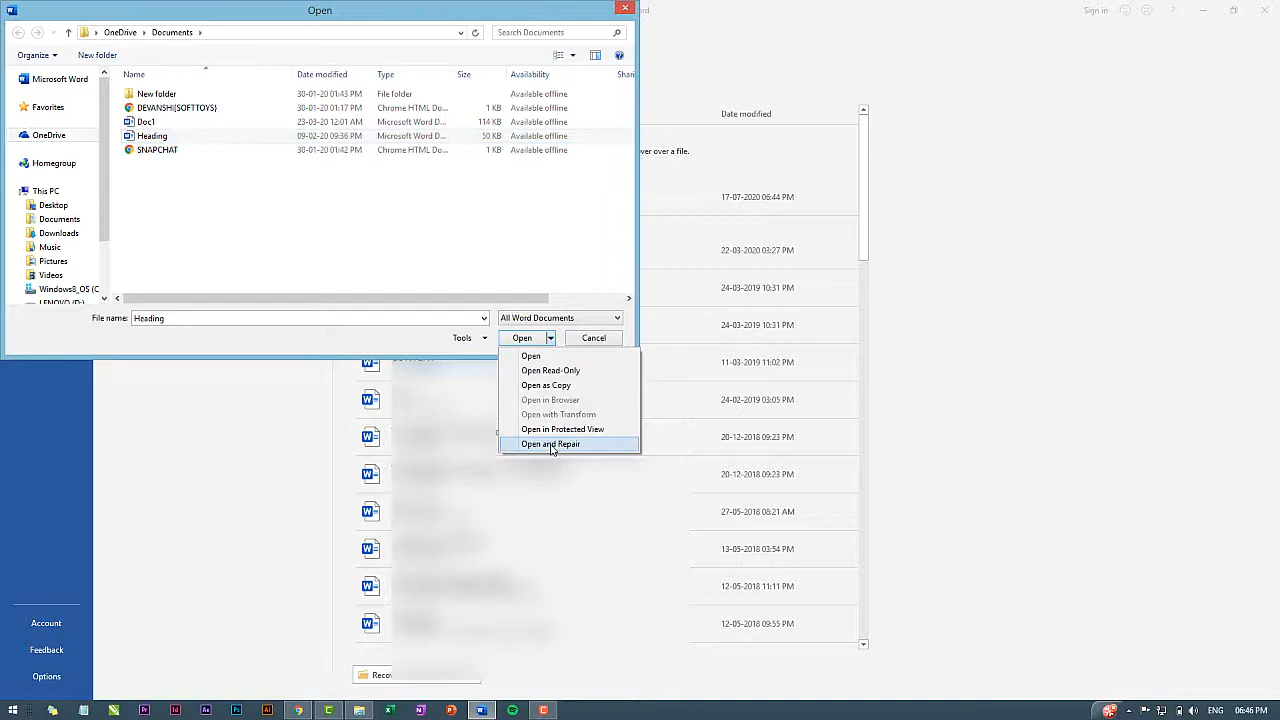 Open
rd
Sign in
?
OneDrive
Documents
Search Documents
Organize
New folder
Name
Date modified
Type
Size
Availability
Shari
Microsoft Word
Favorites
OneDrive
Homegroup
This PC
Desktop
Documents
Downloads
Music
Pictures
Videos
Windows8_OS (C
LENOVO (D:)
New folder 30-01-20 01:43 PM File folder Available offline
DEVANSHI[SOFTTOYS} 30-01-20 01:17 PM Chrome HTML Do... 1 KB Available offline
Doc1 23-03-20 12:01 AM Microsoft Word D... 114 KB Available offline
Heading 09-02-20 09:36 PM Microsoft Word D... 50 KB Available offline
SNAPCHAT 30-01-20 01:42 PM Chrome HTML Do... 1 KB Available offline
File name: Heading
All Word Documents
Tools
Open
Cancel
Open
Open Read-Only
Open as Copy
Open in Browser
Open with Transform
Open in Protected View
Open and Repair
Date modified
ver over a file.
17-07-2020 06:44 PM
22-03-2020 03:27 PM
24-03-2019 10:31 PM
24-03-2019 10:31 PM
11-03-2019 11:02 PM
24-02-2019 03:05 PM
20-12-2018 09:23 PM
20-12-2018 09:23 PM
27-05-2018 08:21 AM
13-05-2018 03:54 PM
12-05-2018 11:11 PM
12-05-2018 09:55 PM
Account
Feedback
Options
Recov
06:46 PM